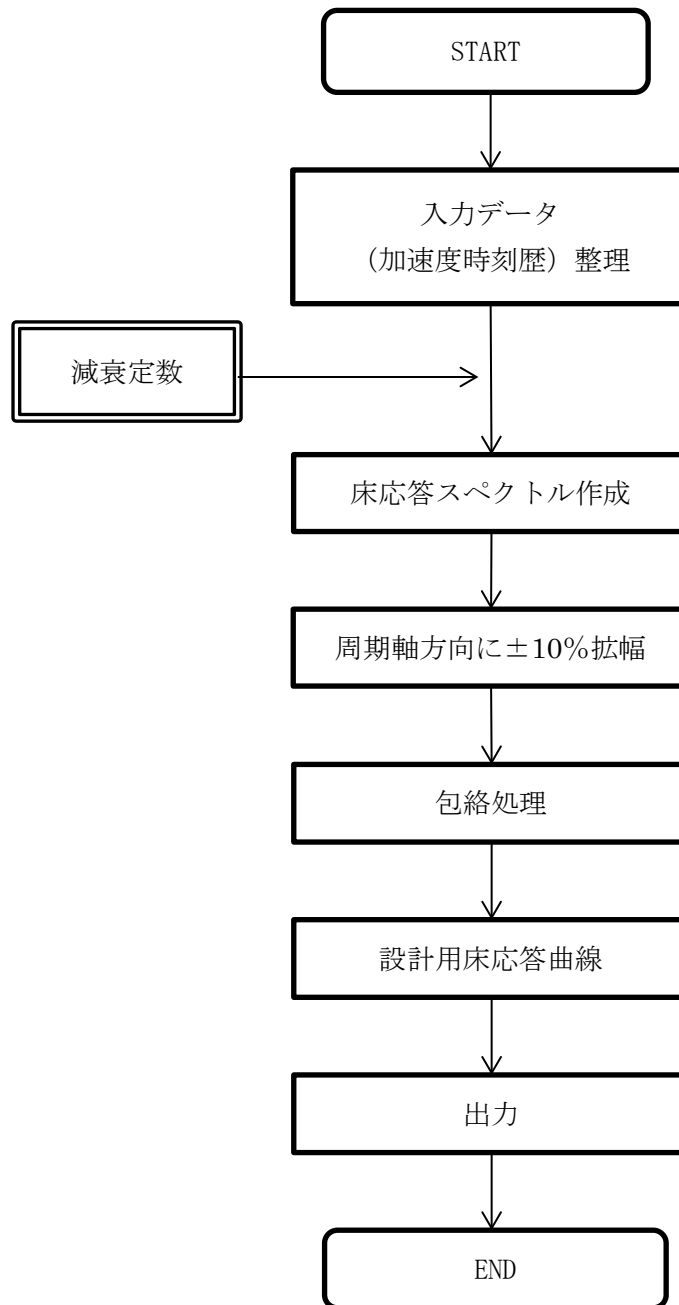 START
入力データ
（加速度時刻歴）整理
減衰定数
床応答スペクトル作成
周期軸方向に±10%拡幅
包絡処理
設計用床応答曲線
出力
END